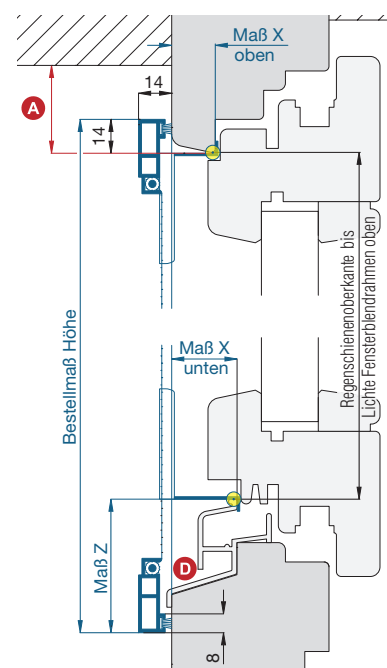 Maß X
oben
14
A
14
Bestellmaß Höhe
Regenschienenoberkante bis
Lichte Fensterblendrahmen oben
Maß X
unten
Maß Z
D
8